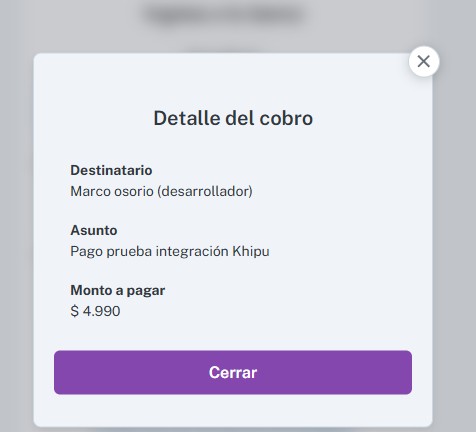 Detalle del cobro
Destinatario
Marco osorio (desarrollador)
Asunto
Pago prueba integración Khipu
Monto a pagar
$ 4.990
Cerrar